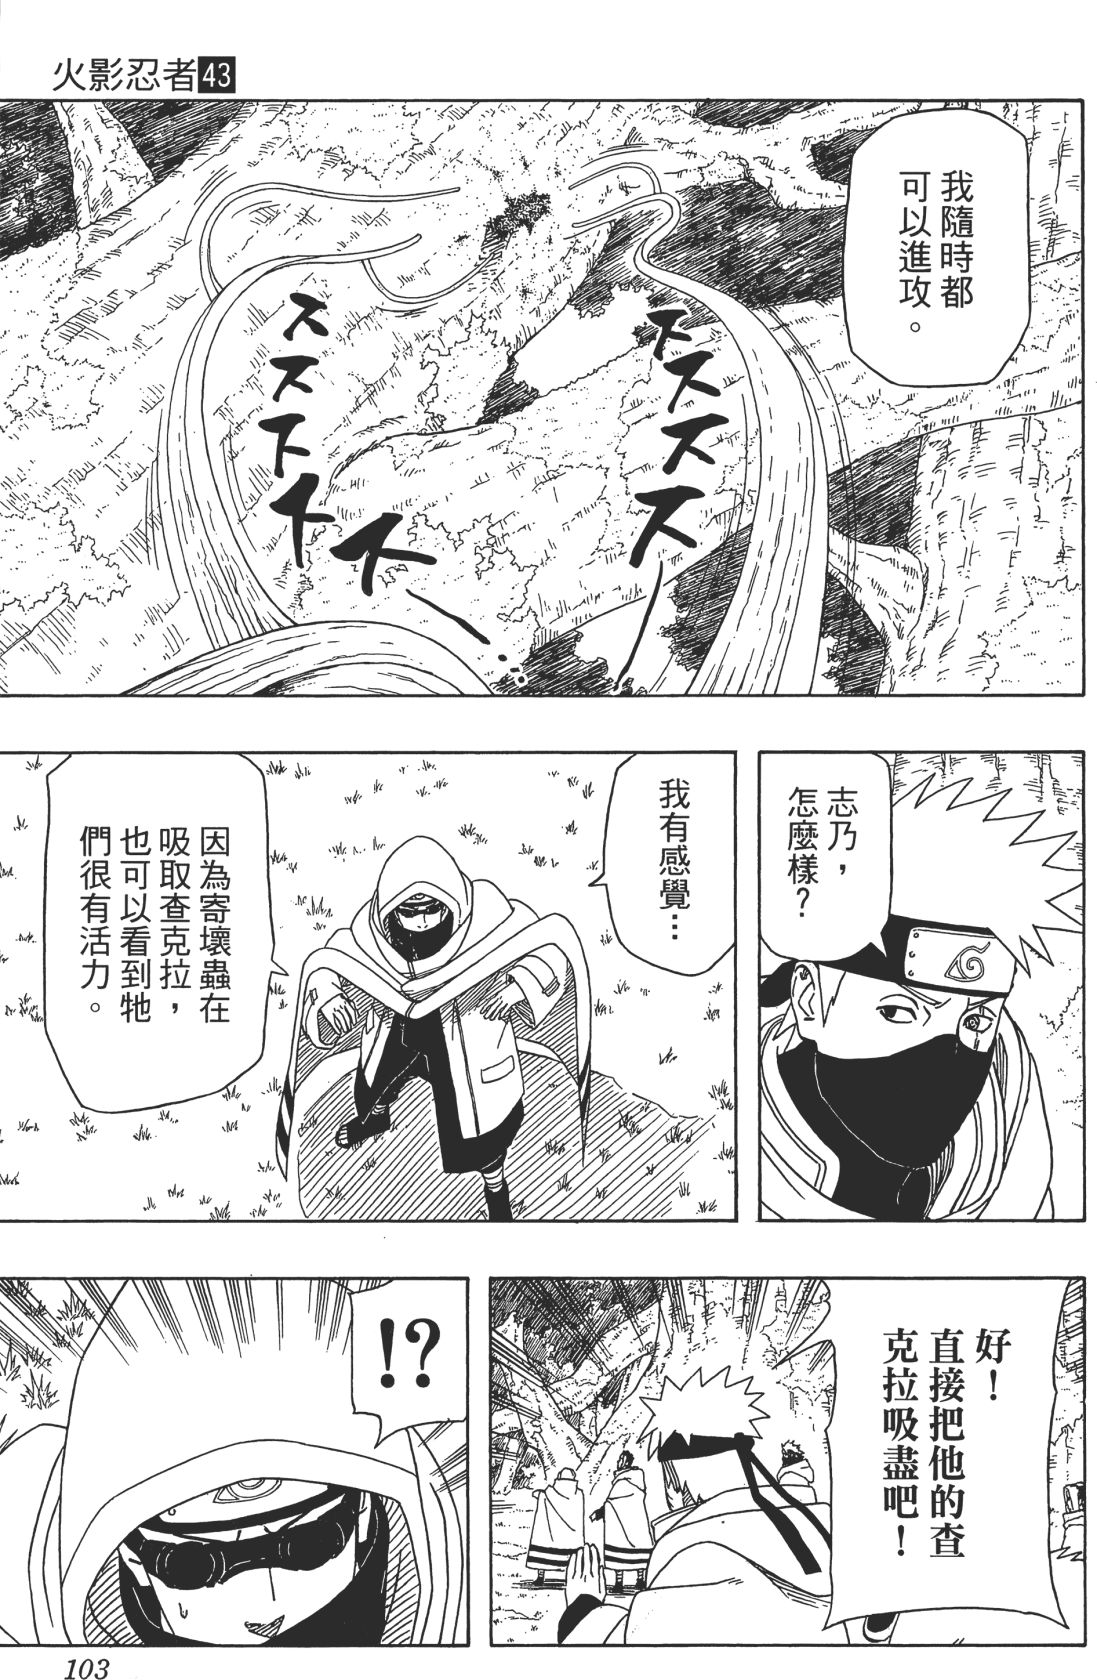 火影忍者43
我隨時都
可以進攻。
スススス
スストトス
志乃，
怎麼樣？
我有感覺…
因為寄壞蟲在
吸取查克拉，
也可以看到牠
們很有活力。
好！
直接把他的查
克拉吸盡吧！
!?
103